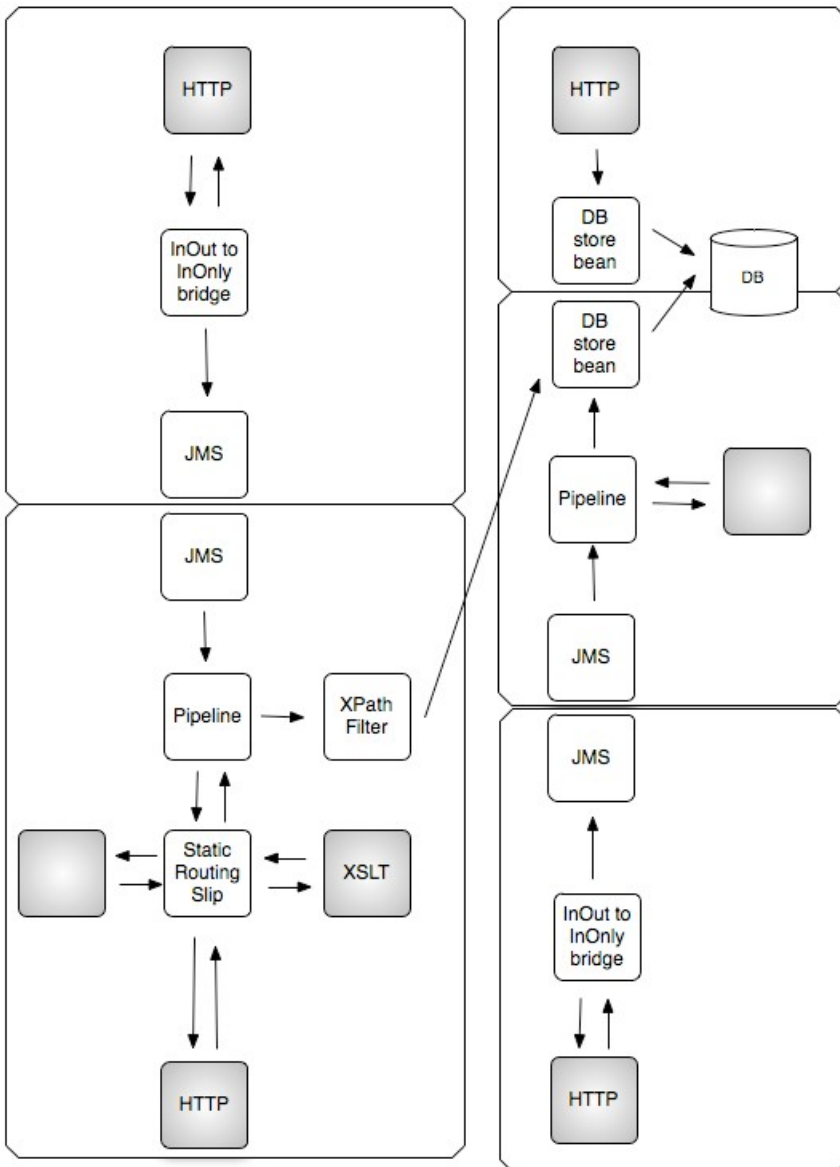 HTTP
InOut to
InOnly
bridge
JMS
JMS
Pipeline
XPath
Filter
Static
Routing
Slip
XSLT
HTTP
HTTP
DB
store
bean
DB
DB
store
bean
Pipeline
JMS
JMS
InOut to
InOnly
bridge
HTTP